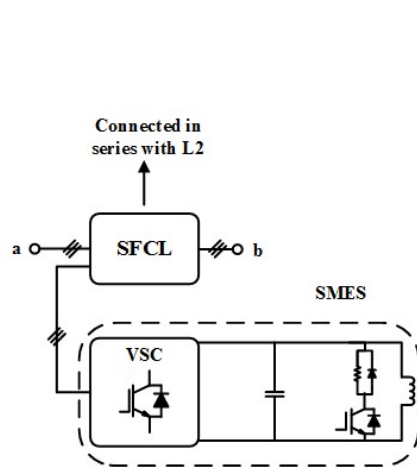 Connected in
series with L2
a
SFCL
b
SMES
VSC